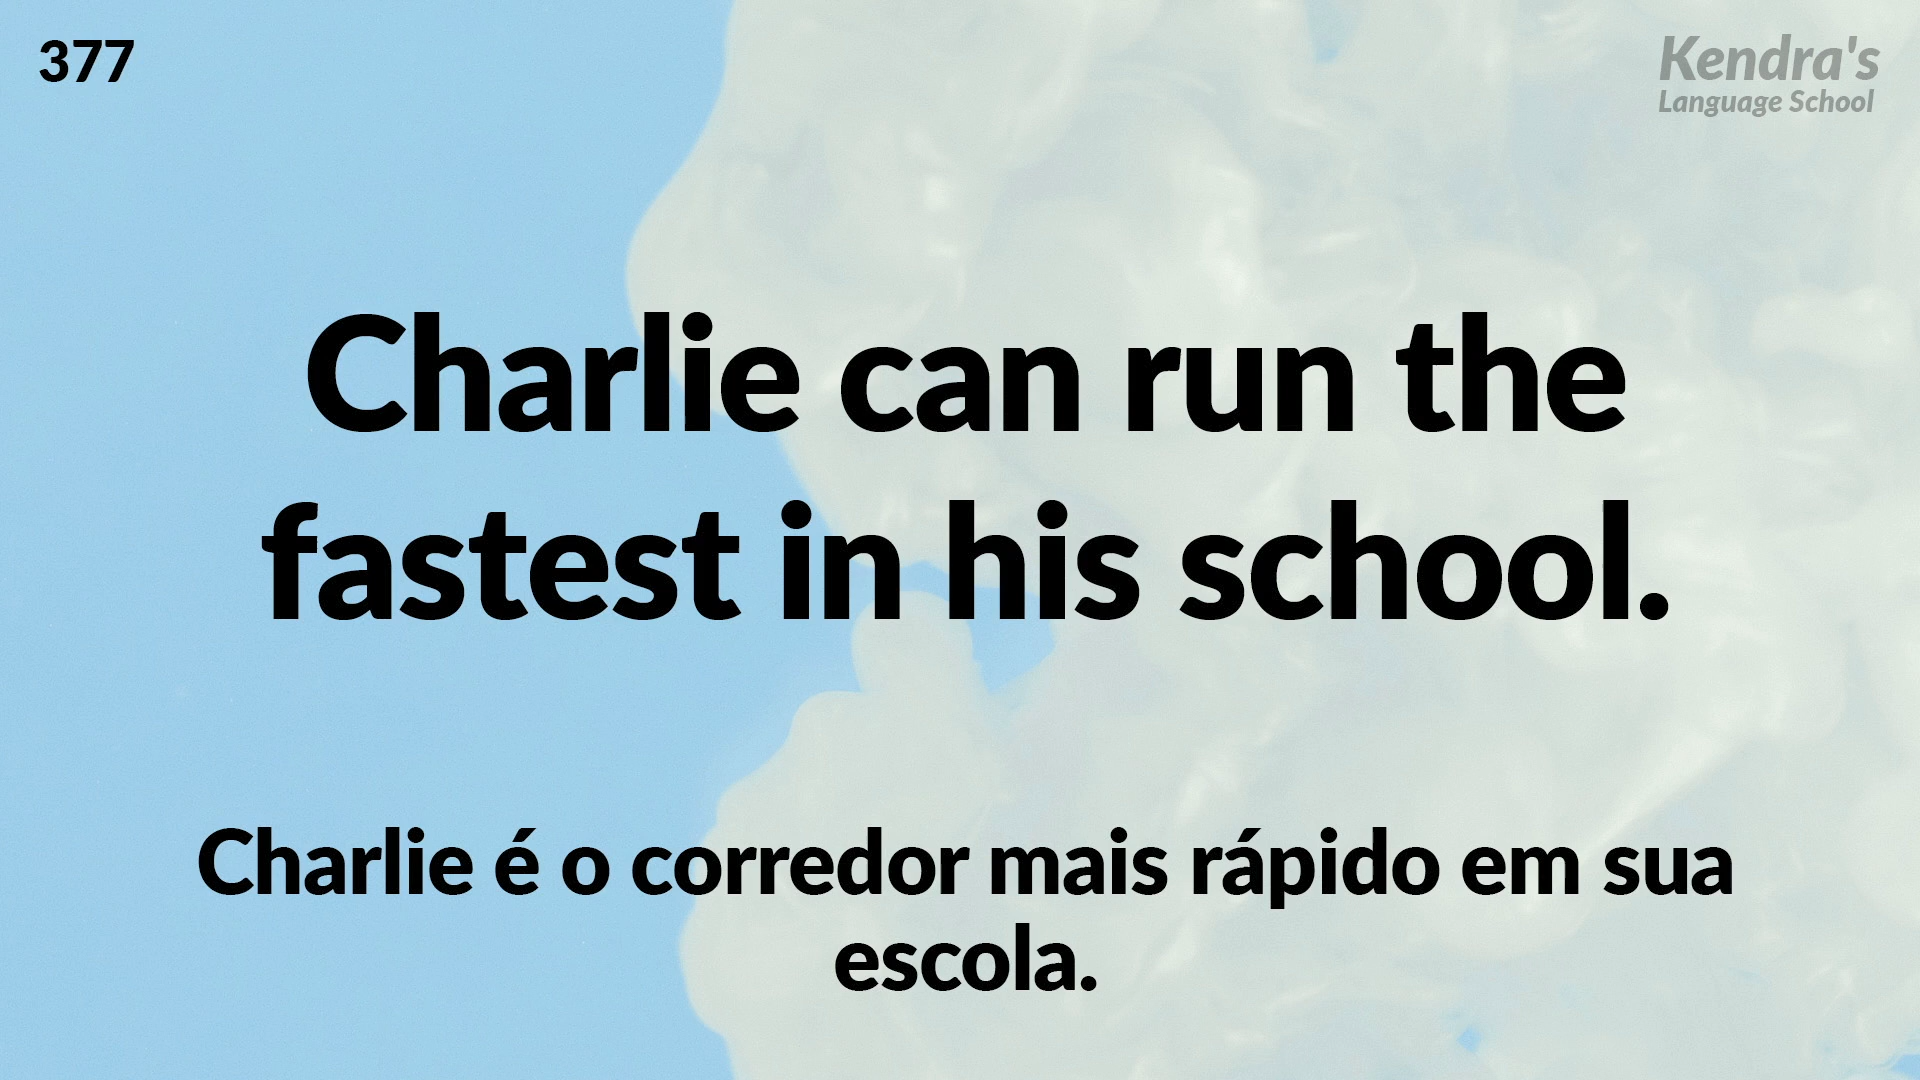 377
Kendra's
Language School
Charlie can run the
fastest in his school.
Charlie é o corredor mais rápido em sua
escola.